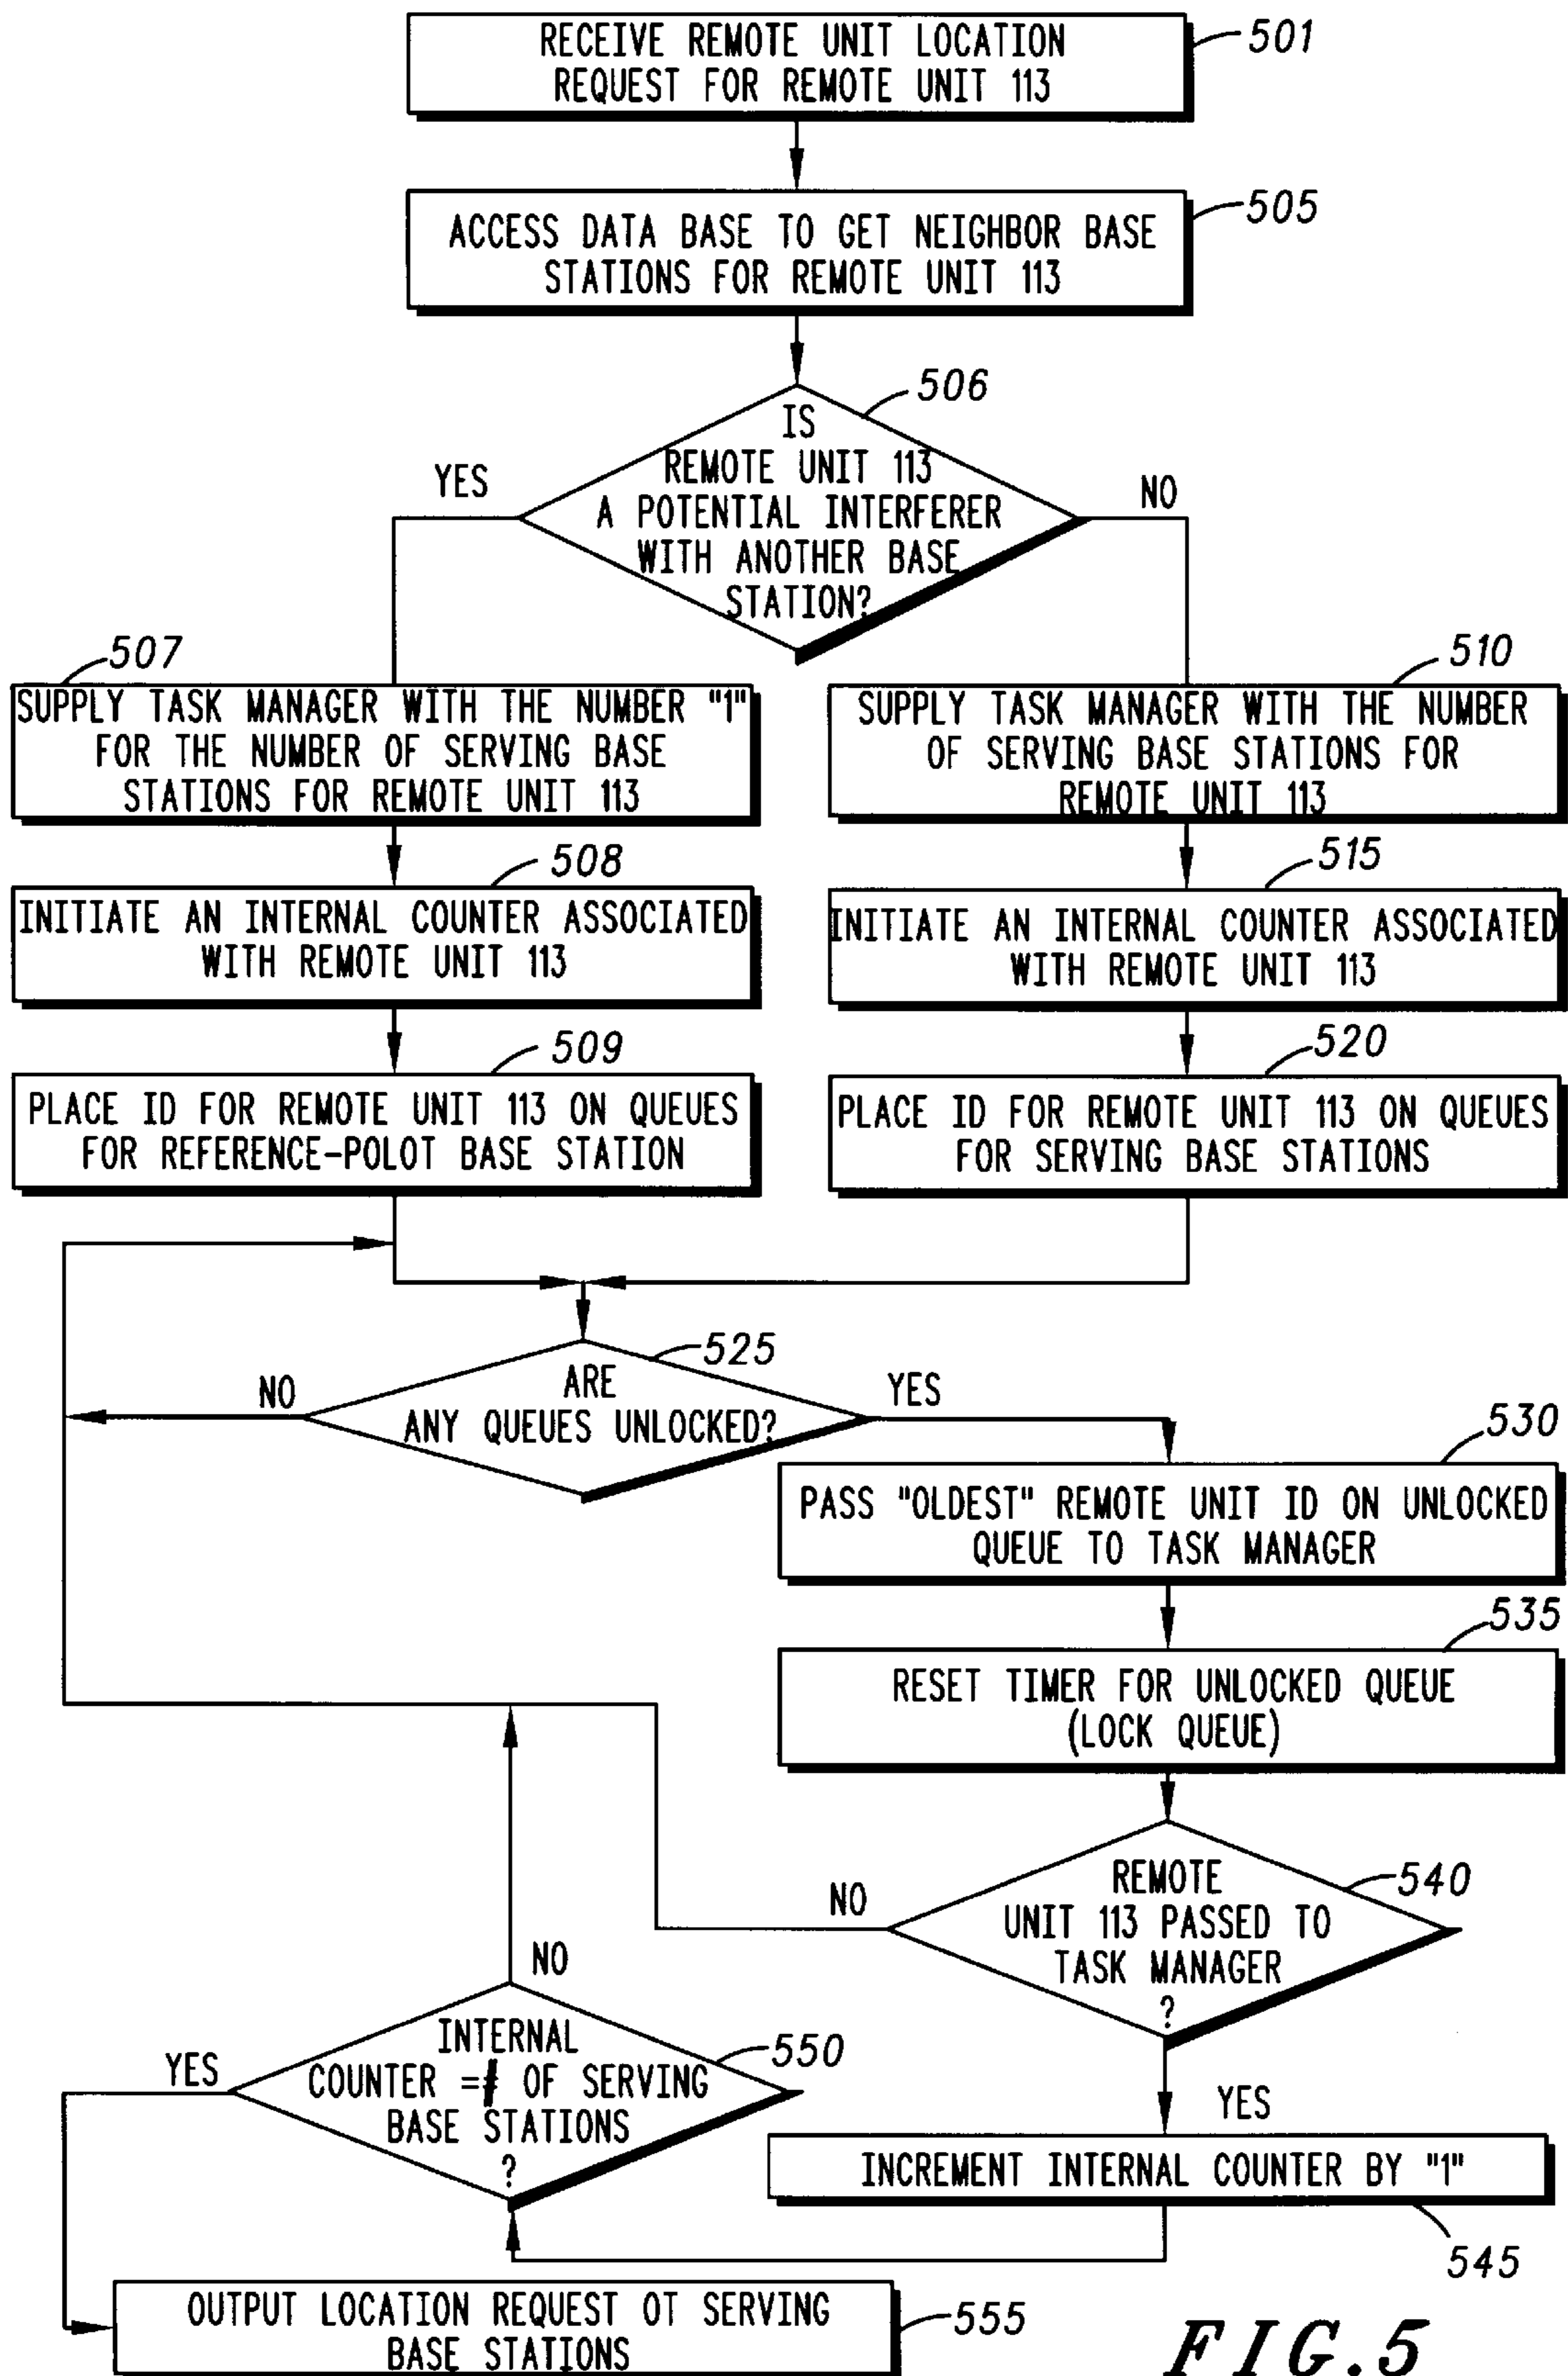 RECEIVE REMOTE UNIT LOCATION
REQUEST FOR REMOTE UNIT 113
501
ACCESS DATA BASE TO GET NEIGHBOR BASE
STATIONS FOR REMOTE UNIT 113
505
506
IS
REMOTE UNIT 113
A POTENTIAL INTERFERER
WITH ANOTHER BASE
STATION?
YES
NO
507
SUPPLY TASK MANAGER WITH THE NUMBER "1"
FOR THE NUMBER OF SERVING BASE
STATIONS FOR REMOTE UNIT 113
510
SUPPLY TASK MANAGER WITH THE NUMBER
OF SERVING BASE STATIONS FOR
REMOTE UNIT 113
508
INITIATE AN INTERNAL COUNTER ASSOCIATED
WITH REMOTE UNIT 113
515
INITIATE AN INTERNAL COUNTER ASSOCIATED
WITH REMOTE UNIT 113
509
PLACE ID FOR REMOTE UNIT 113 ON QUEUES
FOR REFERENCE-POLOT BASE STATION
520
PLACE ID FOR REMOTE UNIT 113 ON QUEUES
FOR SERVING BASE STATIONS
525
ARE
ANY QUEUES UNLOCKED?
NO
YES
530
PASS "OLDEST" REMOTE UNIT ID ON UNLOCKED
QUEUE TO TASK MANAGER
535
RESET TIMER FOR UNLOCKED QUEUE
(LOCK QUEUE)
540
REMOTE
UNIT 113 PASSED TO
TASK MANAGER
?
NO
YES
INCREMENT INTERNAL COUNTER BY "1"
545
NO
550
INTERNAL
COUNTER =# OF SERVING
BASE STATIONS
?
YES
OUTPUT LOCATION REQUEST OT SERVING
BASE STATIONS
555
FIG.5